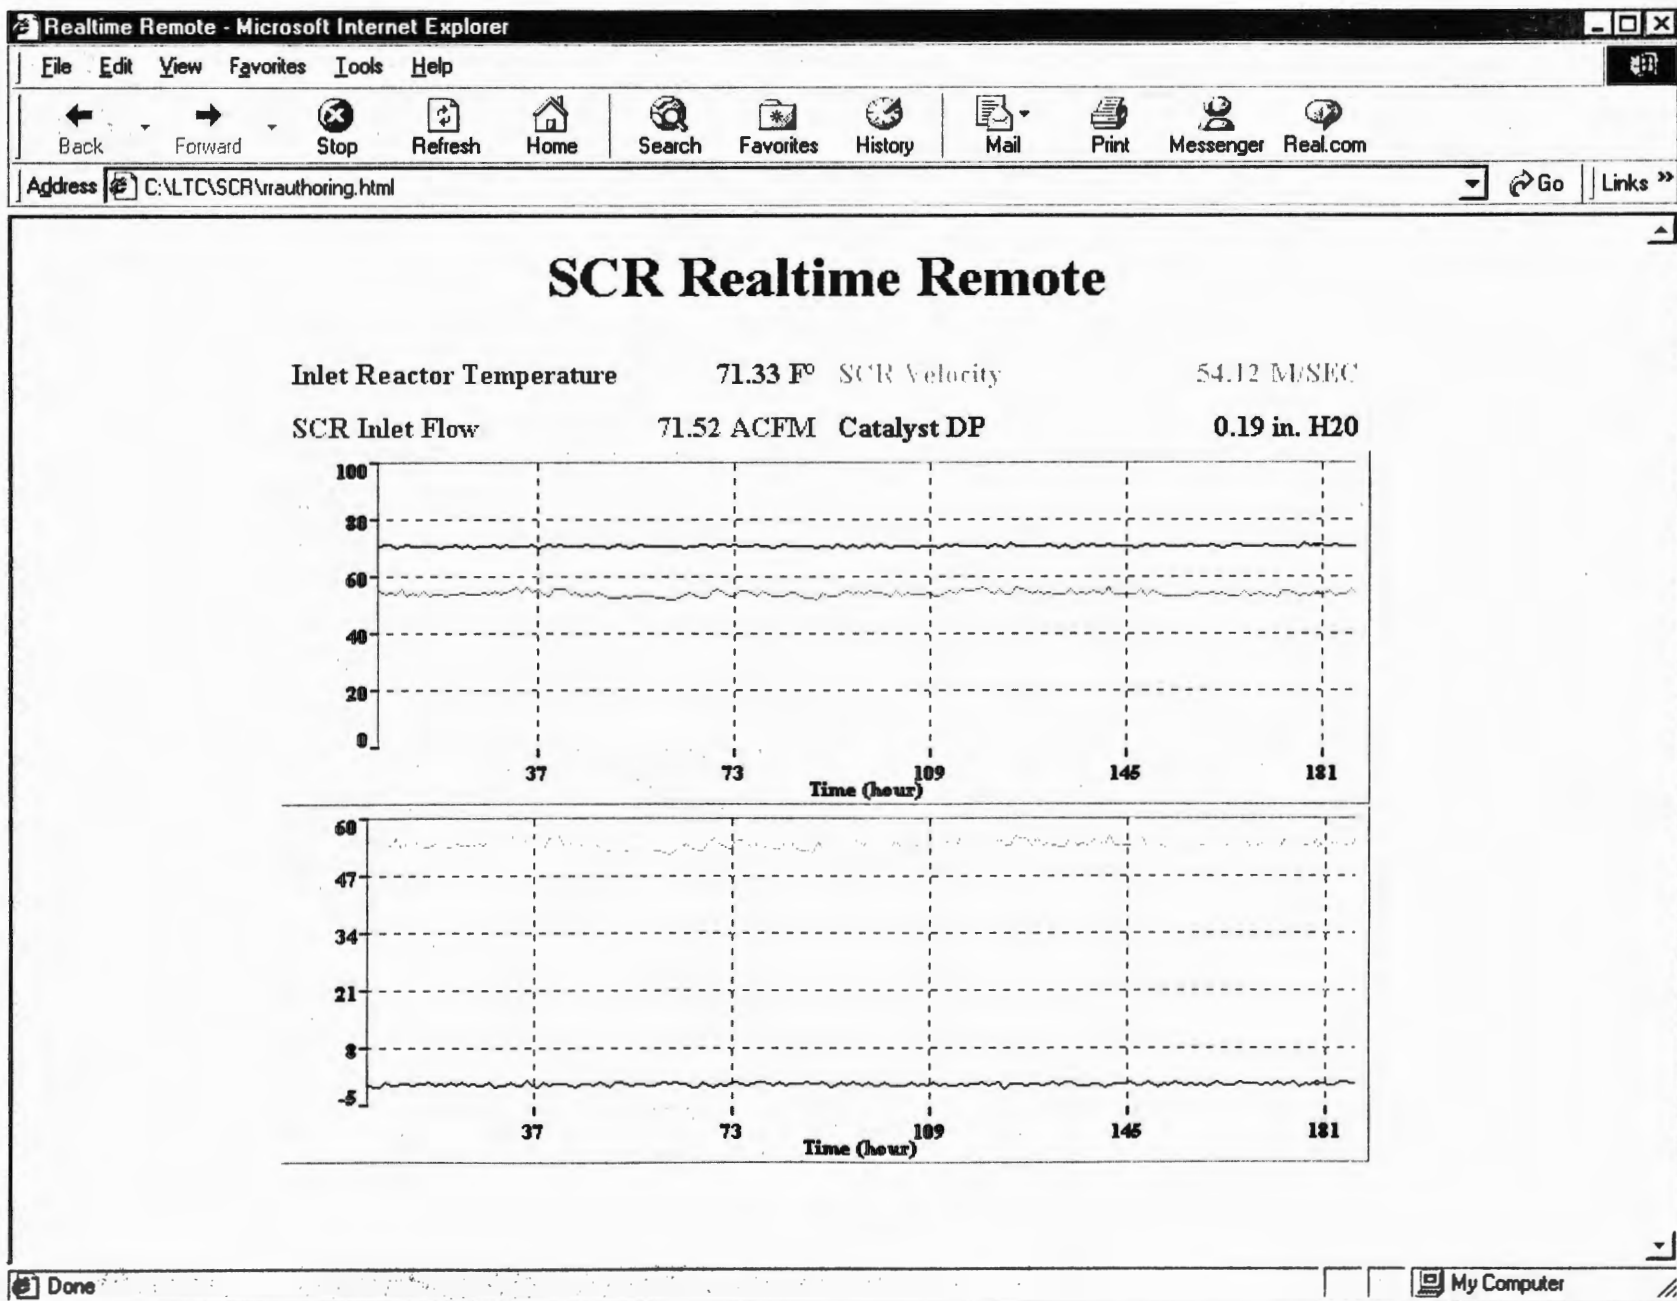 Realtime Remote - Microsoft Internet Explorer
File Edit View Favorites Tools Help
Back Forward Stop Refresh Home Search Favorites History Mail Print Messenger Real.com
Address C:\LTC\SCR\rrauthoring.html Go Links »
SCR Realtime Remote
Inlet Reactor Temperature 71.33 F° SCR Velocity 54.12 M/SEC
SCR Inlet Flow 71.52 ACFM Catalyst DP 0.19 in. H20
100
80
60
40
20
0
37 73 109 145 181
Time (hour)
60
47
34
21
8
-5
37 73 109 145 181
Time (hour)
Done My Computer